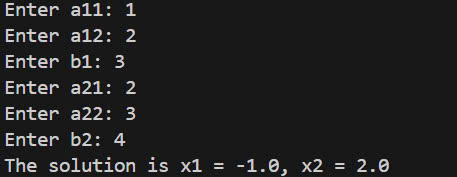 Enter a11: 1
Enter a12: 2
Enter b1: 3
Enter a21: 2
Enter a22: 3
Enter b2: 4
The solution is x1 = -1.0, x2 = 2.0